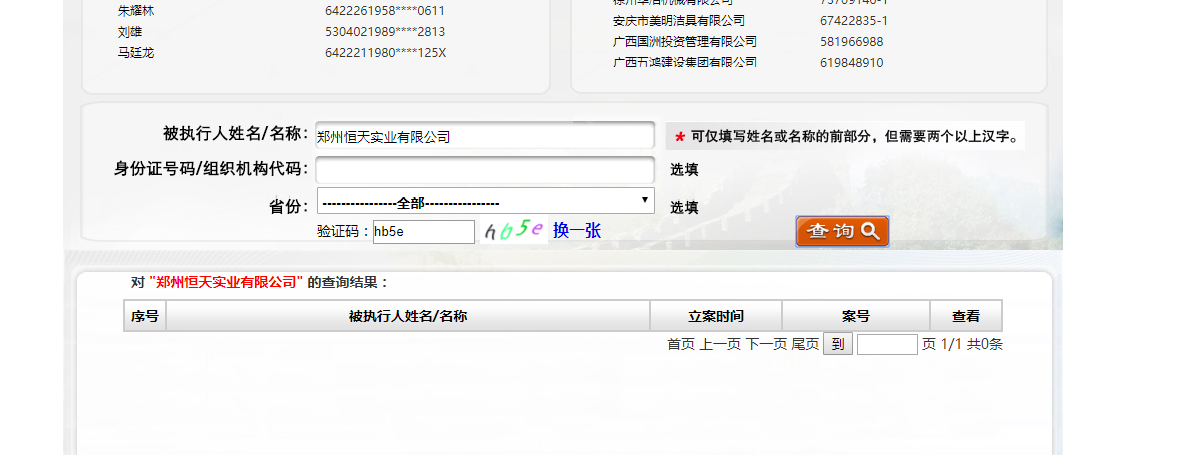 朱耀林 6422261958****0611
刘雄 5304021989****2813
马廷龙 6422211980****125X
安庆市美明洁具有限公司 67422835-1
广西国洲投资管理有限公司 581966988
广西五鸿建设集团有限公司 619848910
被执行人姓名/名称： 郑州恒天实业有限公司 * 可仅填写姓名或名称的前部分，但需要两个以上汉字。
身份证号码/组织机构代码： 选填
省份： ----------------全部---------------- 选填
验证码：hb5e hb5e 换一张 查询
对 "郑州恒天实业有限公司" 的查询结果：
序号 被执行人姓名/名称 立案时间 案号 查看
首页 上一页 下一页 尾页 到 页 1/1 共0条